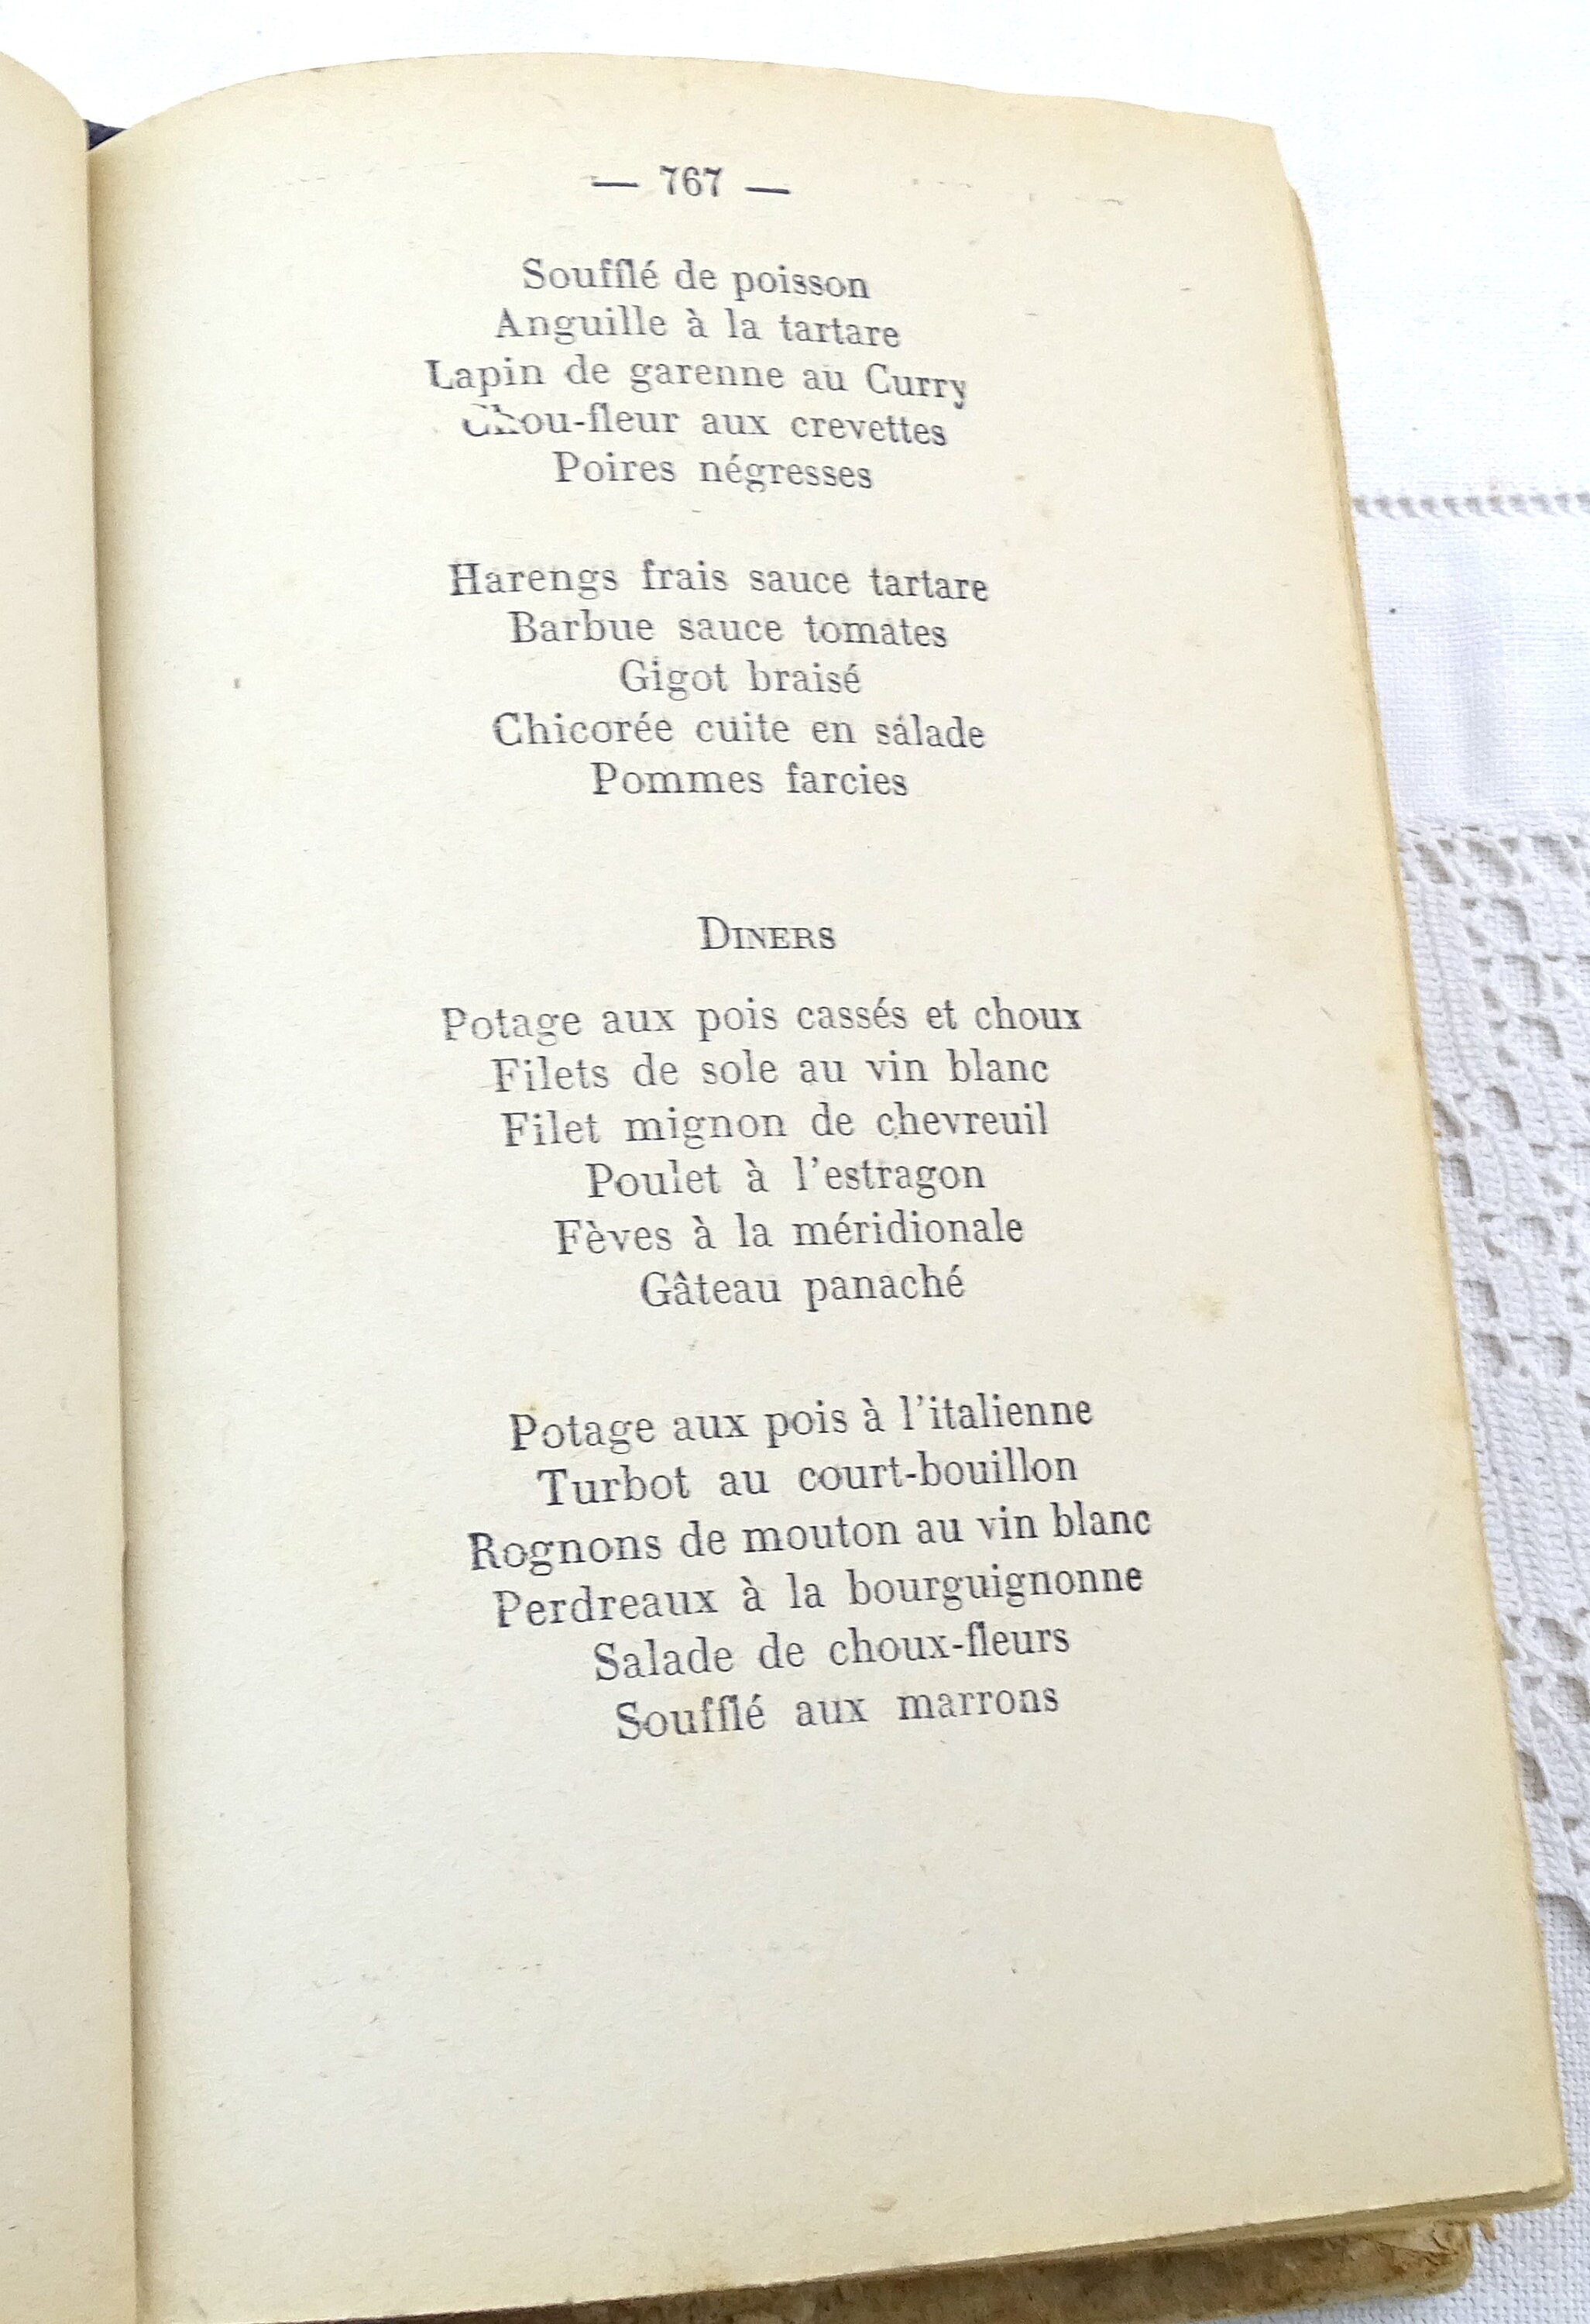 — 767 —
Soufflé de poisson
Anguille à la tartare
Lapin de garenne au Curry
Chou-fleur aux crevettes
Poires négresses
Harengs frais sauce tartare
Barbue sauce tomates
Gigot braisé
Chicorée cuite en salade
Pommes farcies
DINERS
Potage aux pois cassés et choux
Filets de sole au vin blanc
Filet mignon de chevreuil
Poulet à l'estragon
Fèves à la méridionale
Gâteau panaché
Potage aux pois à l'italienne
Turbot au court-bouillon
Rognons de mouton au vin blanc
Perdreaux à la bourguignonne
Salade de choux-fleurs
Soufflé aux marrons